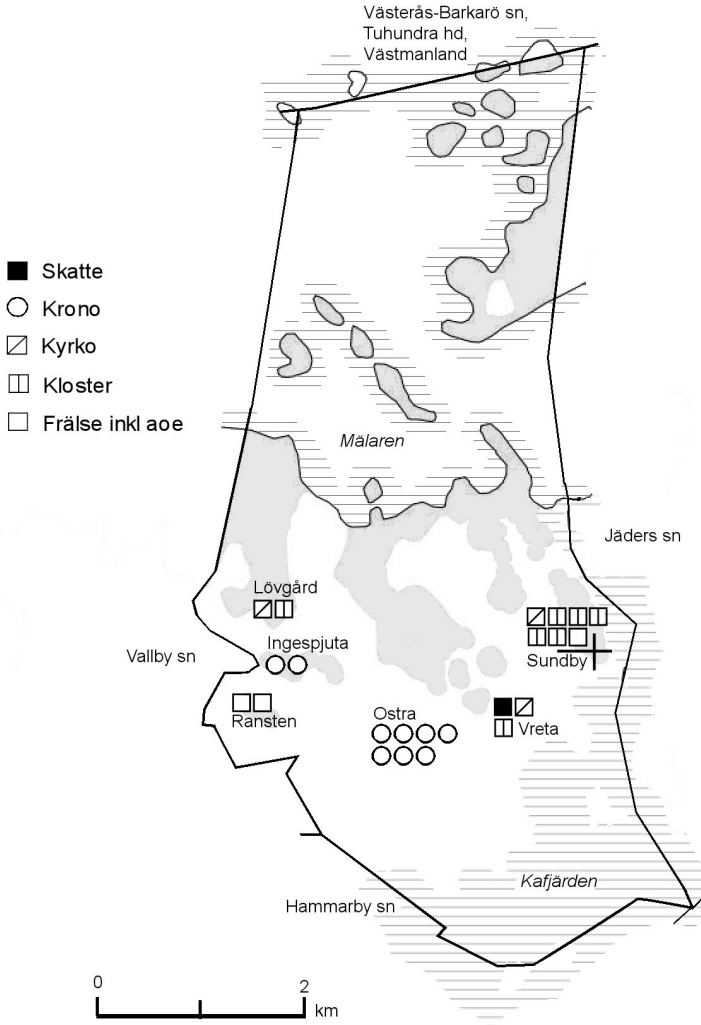 Västerås-Barkarö sn,
Tuhundra hd,
Västmanland
Skatte
Krono
Kyrko
Kloster
Frälse inkl aoe
Mälaren
Jäders sn
Lövgård
Vallby sn
Ingespjuta
Sundby
Ransten
Ostra
Vreta
Kafjärden
Hammarby sn
0 2
km